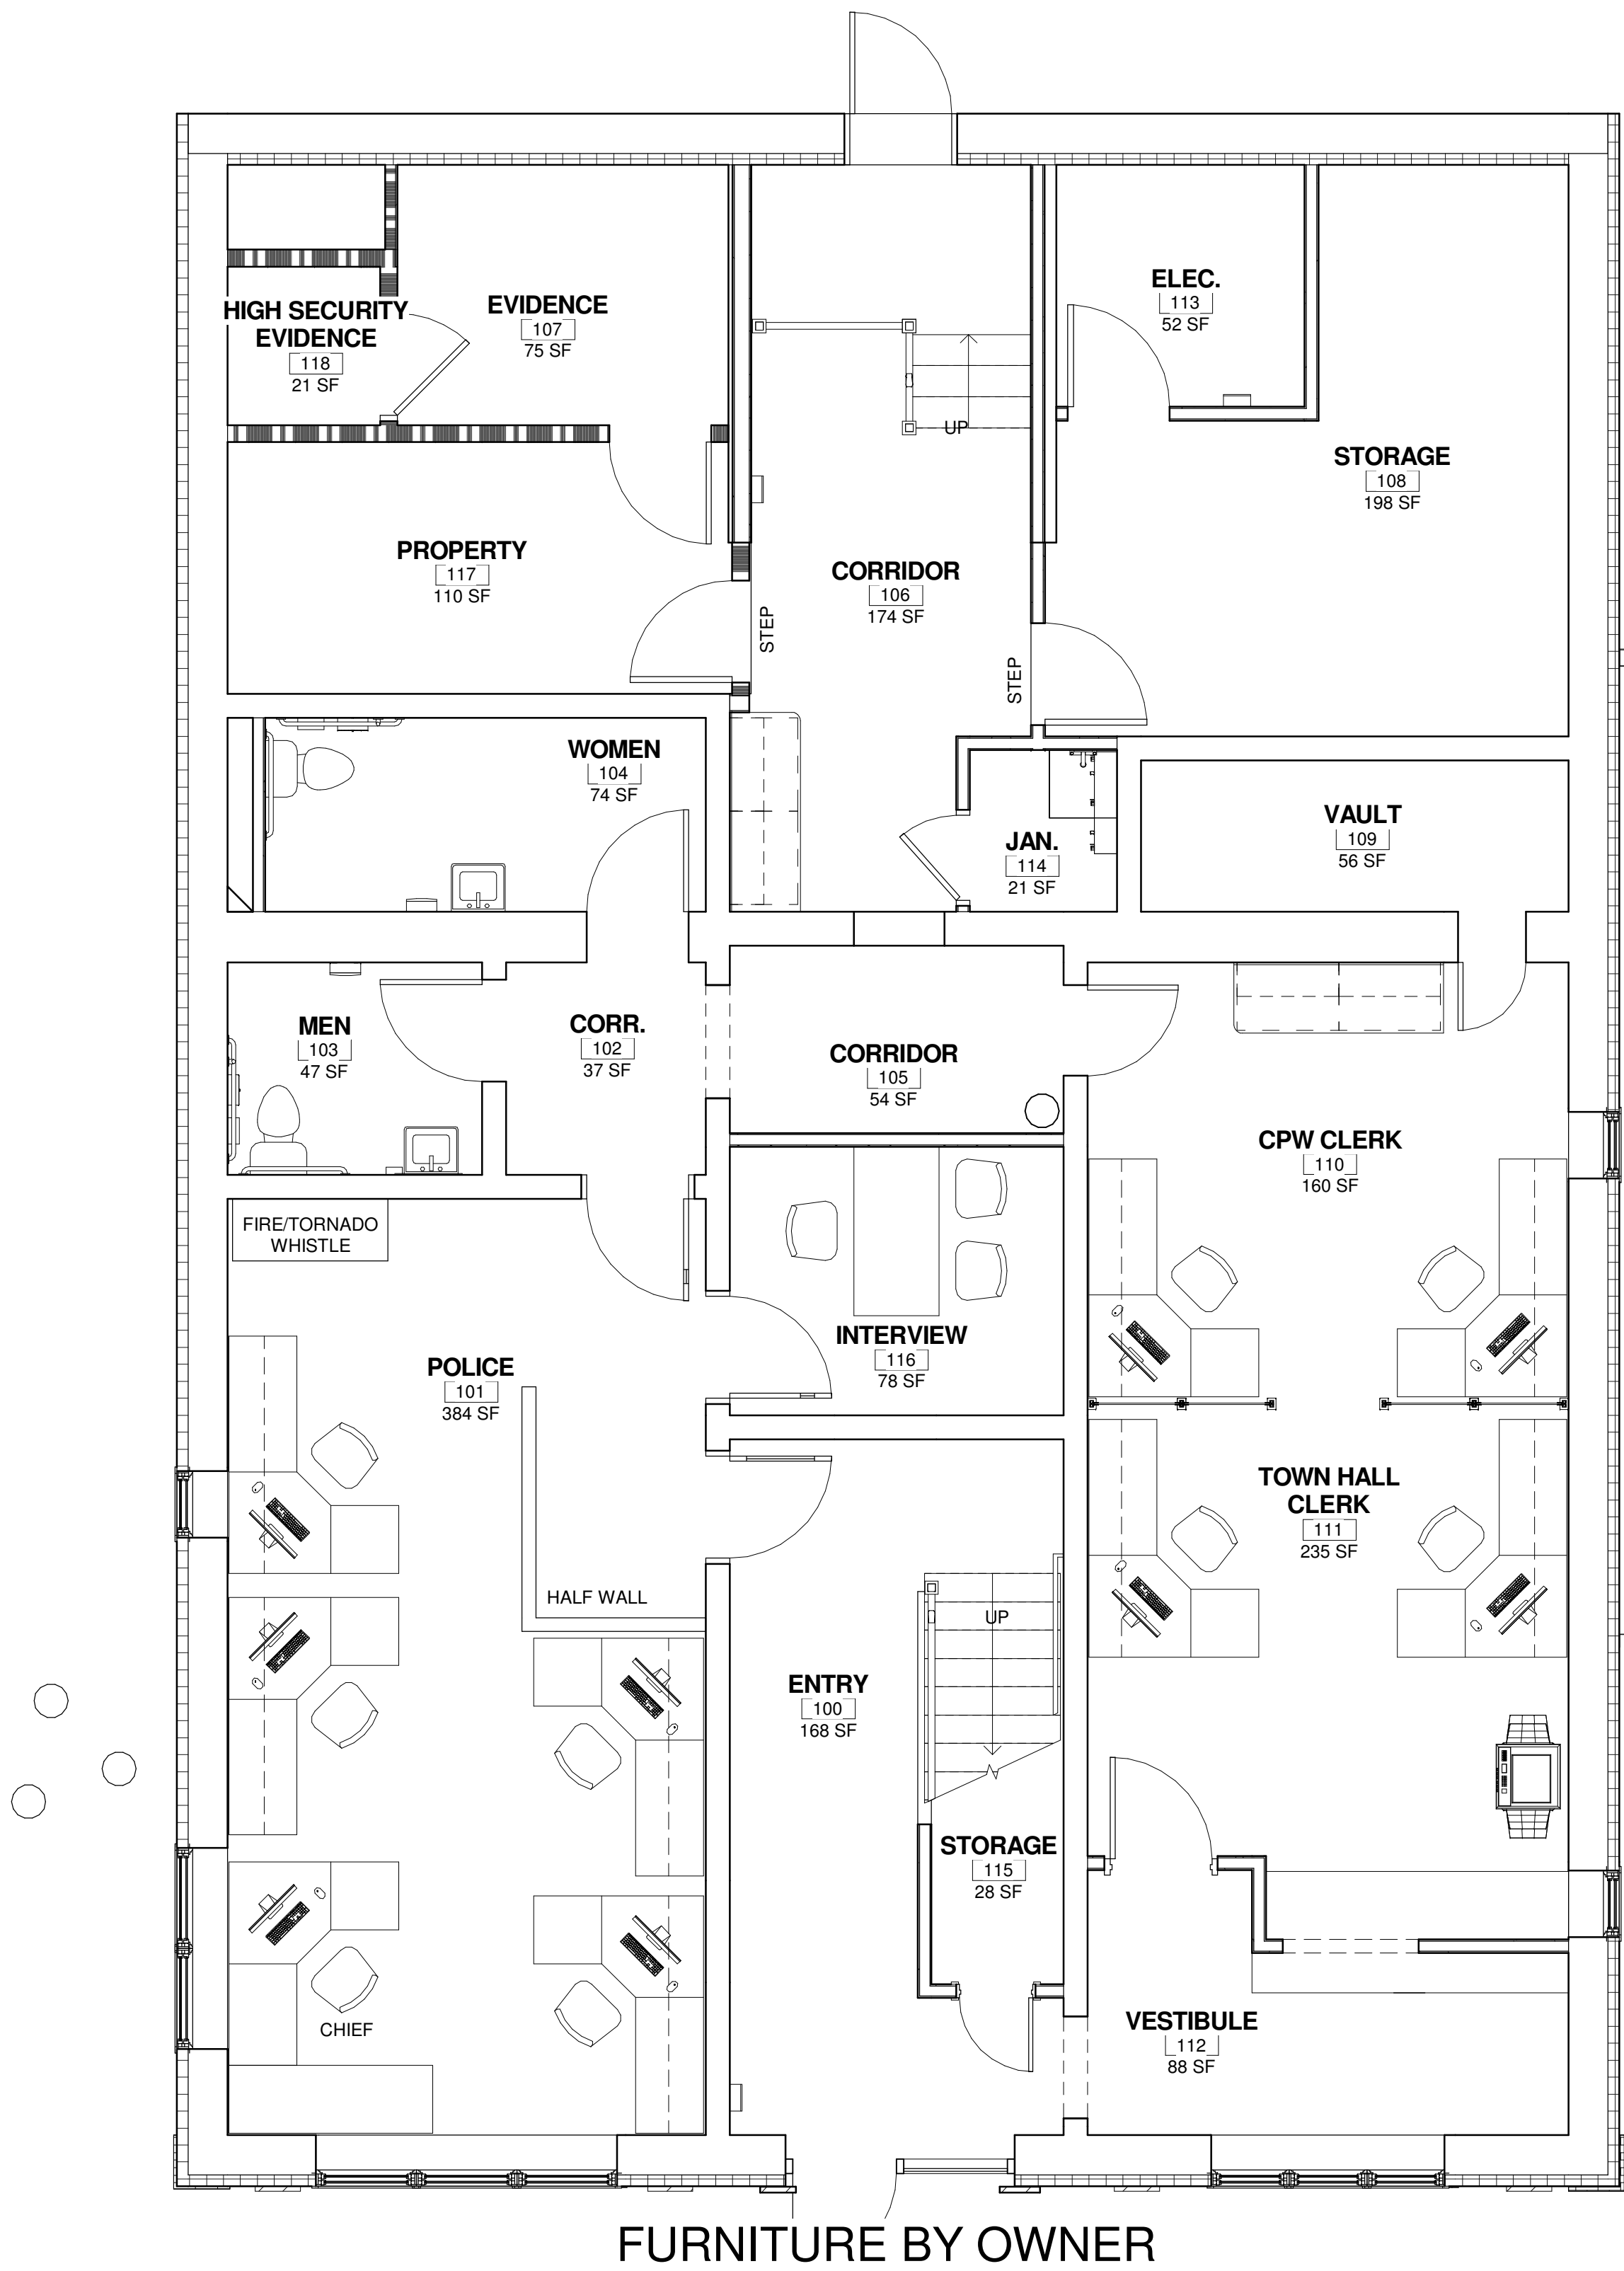 ELEC.
113
52 SF
HIGH SECURITY
EVIDENCE
118
21 SF
EVIDENCE
107
75 SF
UP
STORAGE
108
198 SF
PROPERTY
117
110 SF
CORRIDOR
106
174 SF
STEP
STEP
WOMEN
104
74 SF
JAN.
114
21 SF
VAULT
109
56 SF
MEN
103
47 SF
CORR.
102
37 SF
CORRIDOR
105
54 SF
CPW CLERK
110
160 SF
FIRE/TORNADO
WHISTLE
INTERVIEW
116
78 SF
POLICE
101
384 SF
TOWN HALL
CLERK
111
235 SF
HALF WALL
UP
ENTRY
100
168 SF
STORAGE
115
28 SF
CHIEF
VESTIBULE
112
88 SF
FURNITURE BY OWNER